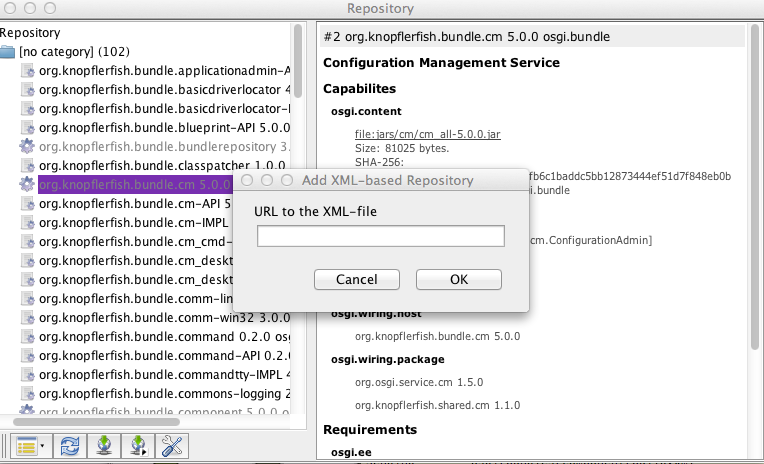 Repository
Repository
[no category] (102)
org.knopflerfish.bundle.applicationadmin-A
org.knopflerfish.bundle.basicdriverlocator 4
org.knopflerfish.bundle.basicdriverlocator-
org.knopflerfish.bundle.blueprint-API 5.0.0
org.knopflerfish.bundle.bundlerepository 3.
org.knopflerfish.bundle.classpatcher 1.0.0
org.knopflerfish.bundle.cm 5.0.0
org.knopflerfish.bundle.cm-API 5
org.knopflerfish.bundle.cm-IMPL
org.knopflerfish.bundle.cm_cmd-
org.knopflerfish.bundle.cm_deskt
org.knopflerfish.bundle.cm_deskt
org.knopflerfish.bundle.comm-lin
org.knopflerfish.bundle.comm-win32 3.0.0
org.knopflerfish.bundle.command 0.2.0 osg
org.knopflerfish.bundle.command-API 0.2.0
org.knopflerfish.bundle.commandtty-IMPL 4
org.knopflerfish.bundle.commons-logging 2
org.knopflerfish.bundle.component 5.0.0 o
#2 org.knopflerfish.bundle.cm 5.0.0 osgi.bundle
Configuration Management Service
Capabilites
osgi.content
file:jars/cm/cm_all-5.0.0.jar
Size: 81025 bytes.
SHA-256:
fb6c1baddc5bb12873444ef51d7f848eb0b
i.bundle
cm.ConfigurationAdmin]
osgi.wiring.host
org.knopflerfish.bundle.cm 5.0.0
osgi.wiring.package
org.osgi.service.cm 1.5.0
org.knopflerfish.shared.cm 1.1.0
Requirements
osgi.ee
Add XML-based Repository
URL to the XML-file
Cancel
OK